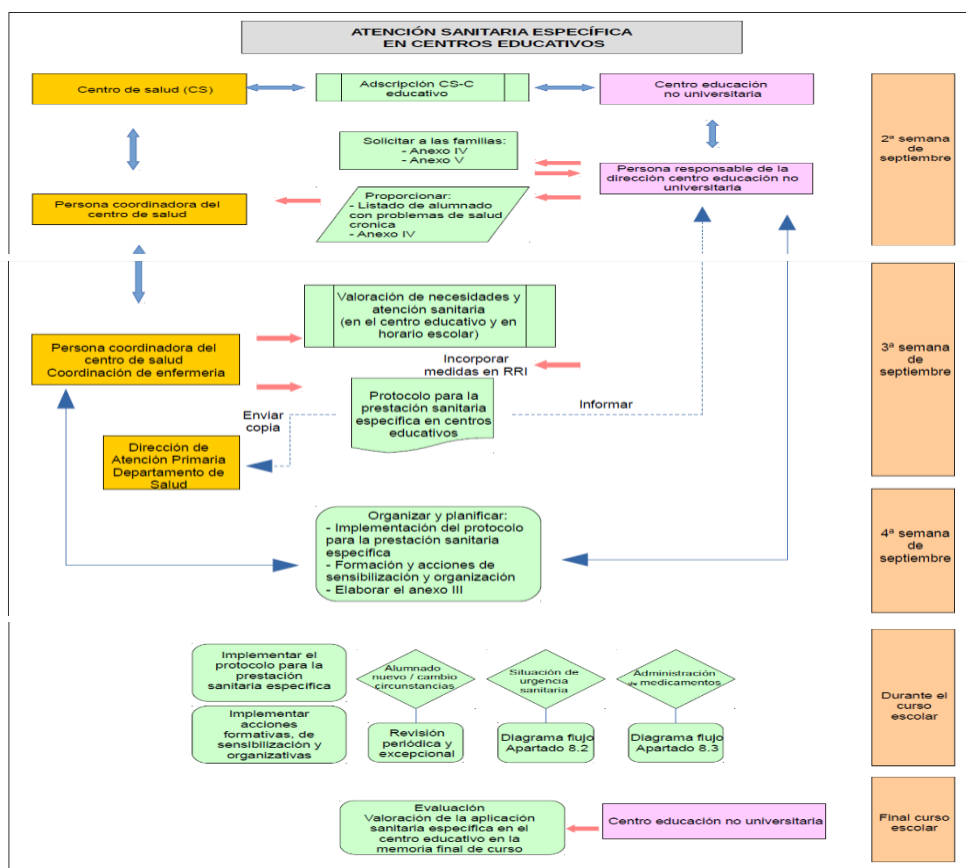 ATENCIÓN SANITARIA ESPECÍFICA
EN CENTROS EDUCATIVOS
Centro de salud (CS)
Adscripción CS-C
educativo
Centro educación
no universitaria
2ª semana
de
septiembre
Solicitar a las familias:
- Anexo IV
- Anexo V
Persona responsable de la
dirección centro educación no
universitaria
Persona coordinadora del
centro de salud
Proporcionar:
- Listado de alumnado
con problemas de salud
cronica
- Anexo IV
Valoración de necesidades y
atención sanitaria
(en el centro educativo y en
horario escolar)
3ª semana
de
septiembre
Persona coordinadora del
centro de salud
Coordinación de enfermeria
Incorporar
medidas en RRI
Enviar
copia
Protocolo para la
prestación sanitaria
específica en centros
educativos
Informar
Dirección de
Atención Primaria
Departamento de
Salud
Organizar y planificar:
- Implementación del protocolo
para la prestación sanitaria
específica
- Formación y acciones de
sensibilización y organización
- Elaborar el anexo III
4ª semana
de
septiembre
Implementar el
protocolo para la
prestación
sanitaria específica
Alumnado
nuevo / cambio
circunstancias
Situación de
urgencia
sanitaria
Administración
de medicamentos
Durante el
curso
escolar
Implementar
acciones
formativas, de
sensibilización y
organizativas
Revisión
periódica y
excepcional
Diagrama flujo
Apartado 8.2
Diagrama flujo
Apartado 8.3
Evaluación
Valoración de la aplicación
sanitaria específica en el
centro educativo en la
memoria final de curso
Centro educación no universitaria
Final curso
escolar